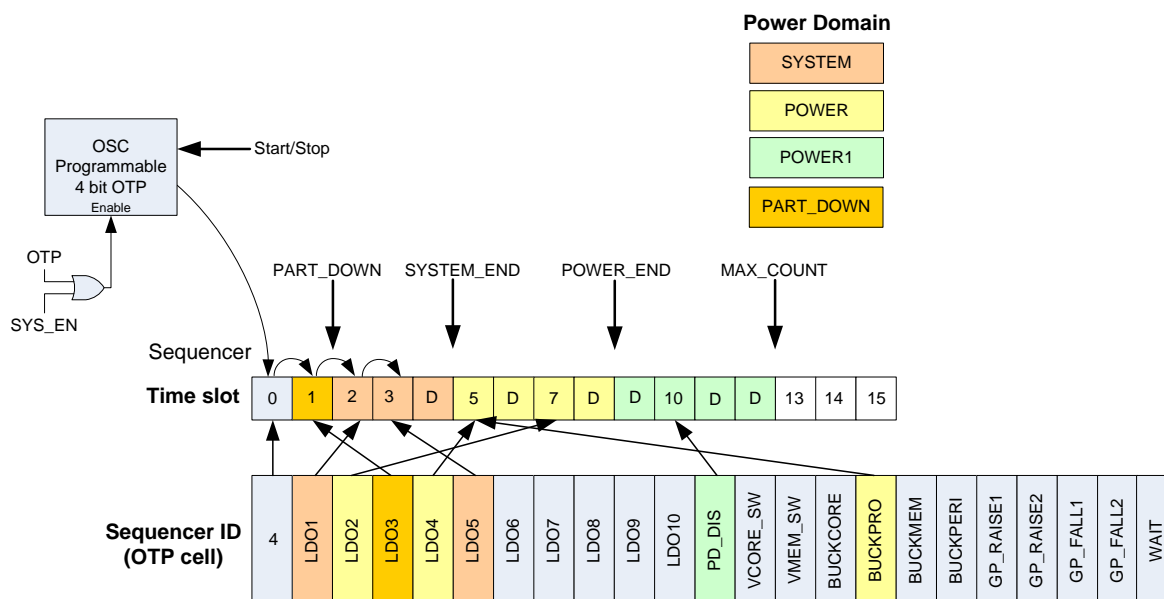 Power Domain
SYSTEM
POWER
POWER1
PART_DOWN
OSC
Programmable
4 bit OTP
Enable
Start/Stop
OTP
SYS_EN
PART_DOWN
SYSTEM_END
POWER_END
MAX_COUNT
Sequencer
Time slot
0 1 2 3 D 5 D 7 D D 10 D D 13 14 15
Sequencer ID
(OTP cell)
4
LDO1
LDO2
LDO3
LDO4
LDO5
LDO6
LDO7
LDO8
LDO9
LDO10
PD_DIS
VCORE_SW
VMEM_SW
BUCKCORE
BUCKPRO
BUCKMEM
BUCKPERI
GP_RAISE1
GP_RAISE2
GP_FALL1
GP_FALL2
WAIT